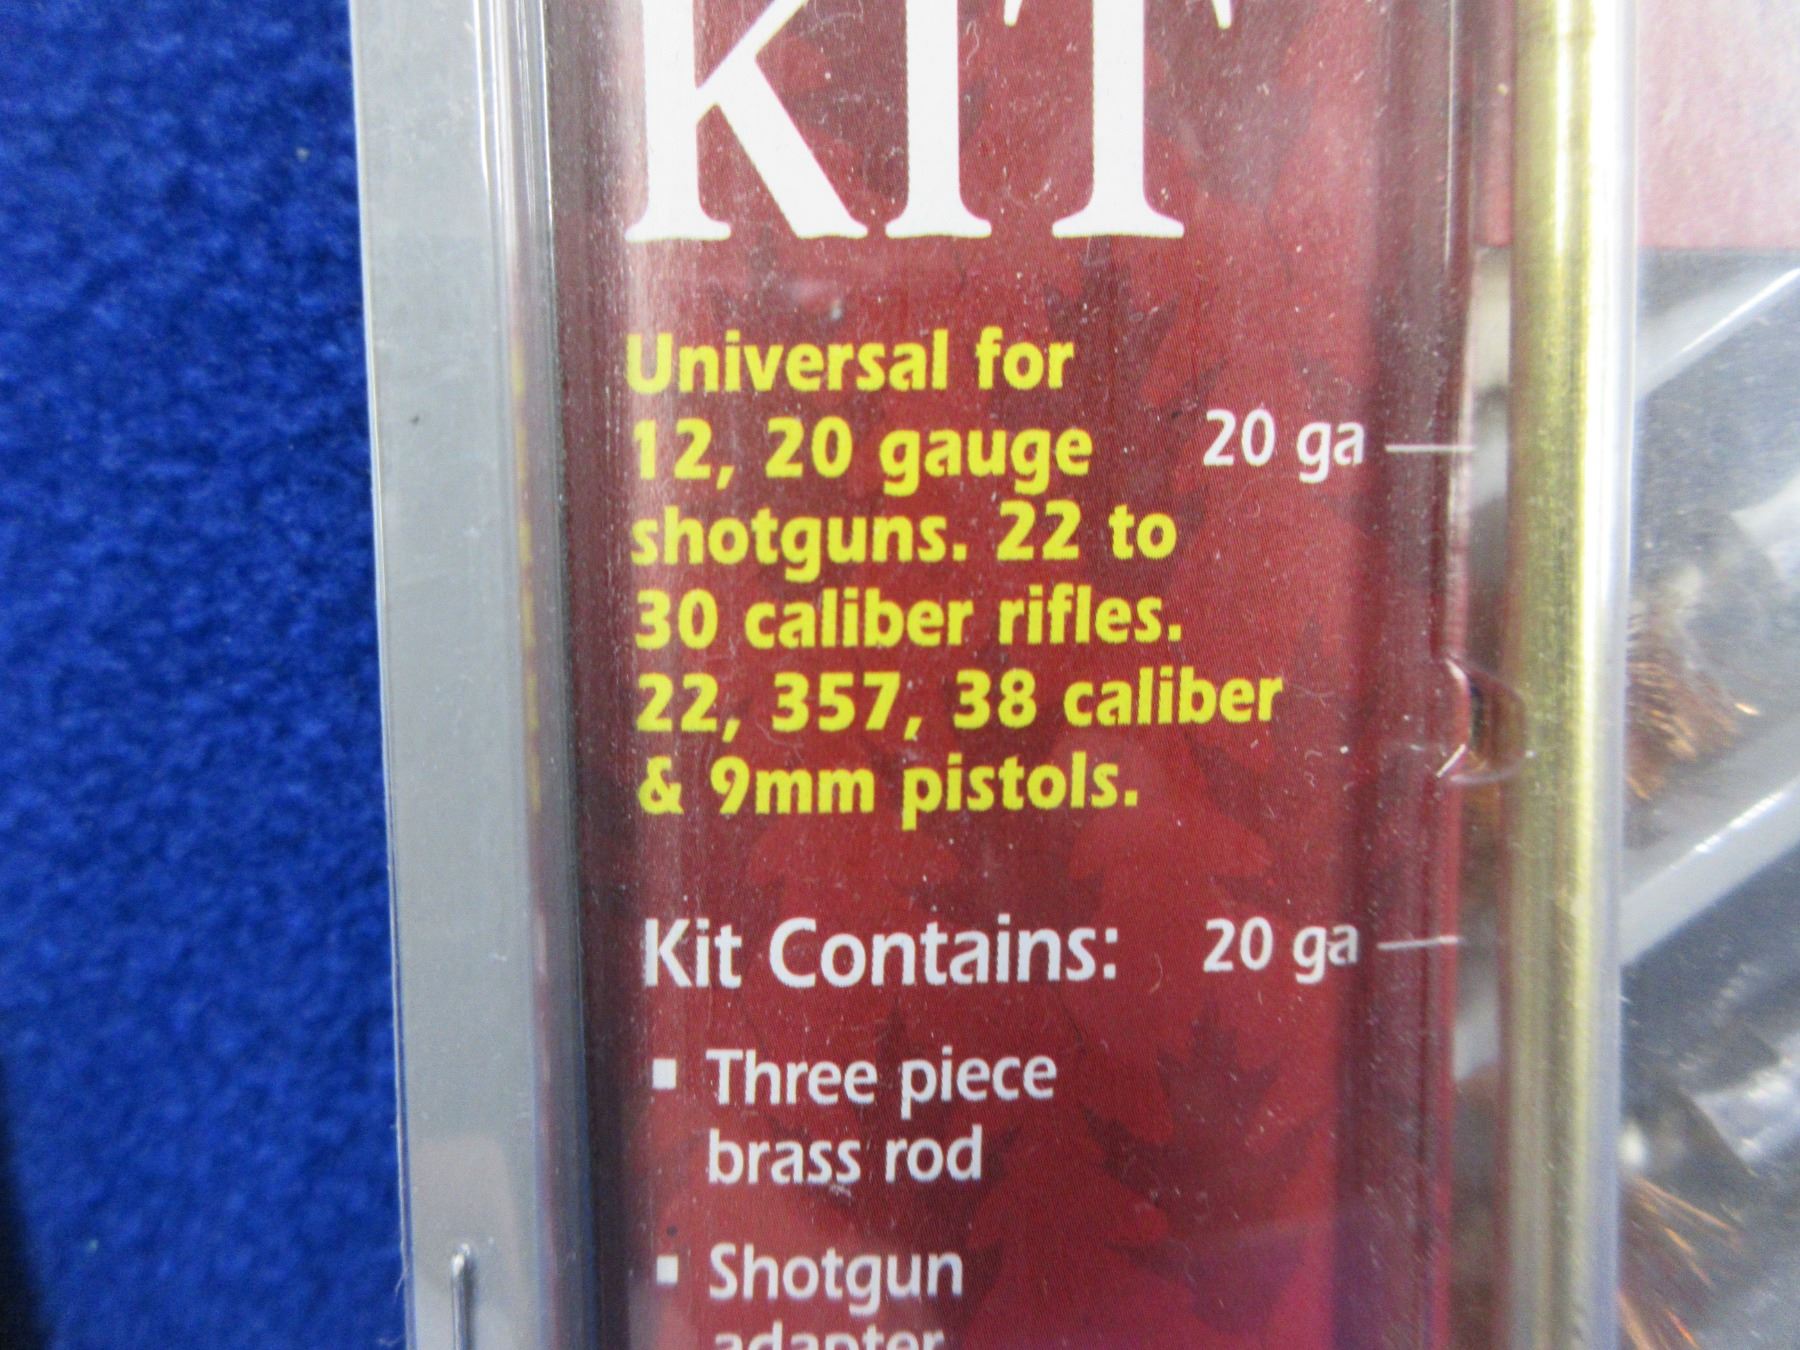 KIT
Universal for
12, 20 gauge
shotguns. 22 to
30 caliber rifles.
22, 357, 38 caliber
& 9mm pistols.
20 ga
Kit Contains:
20 ga
▪ Three piece
brass rod
▪ Shotgun
adapter